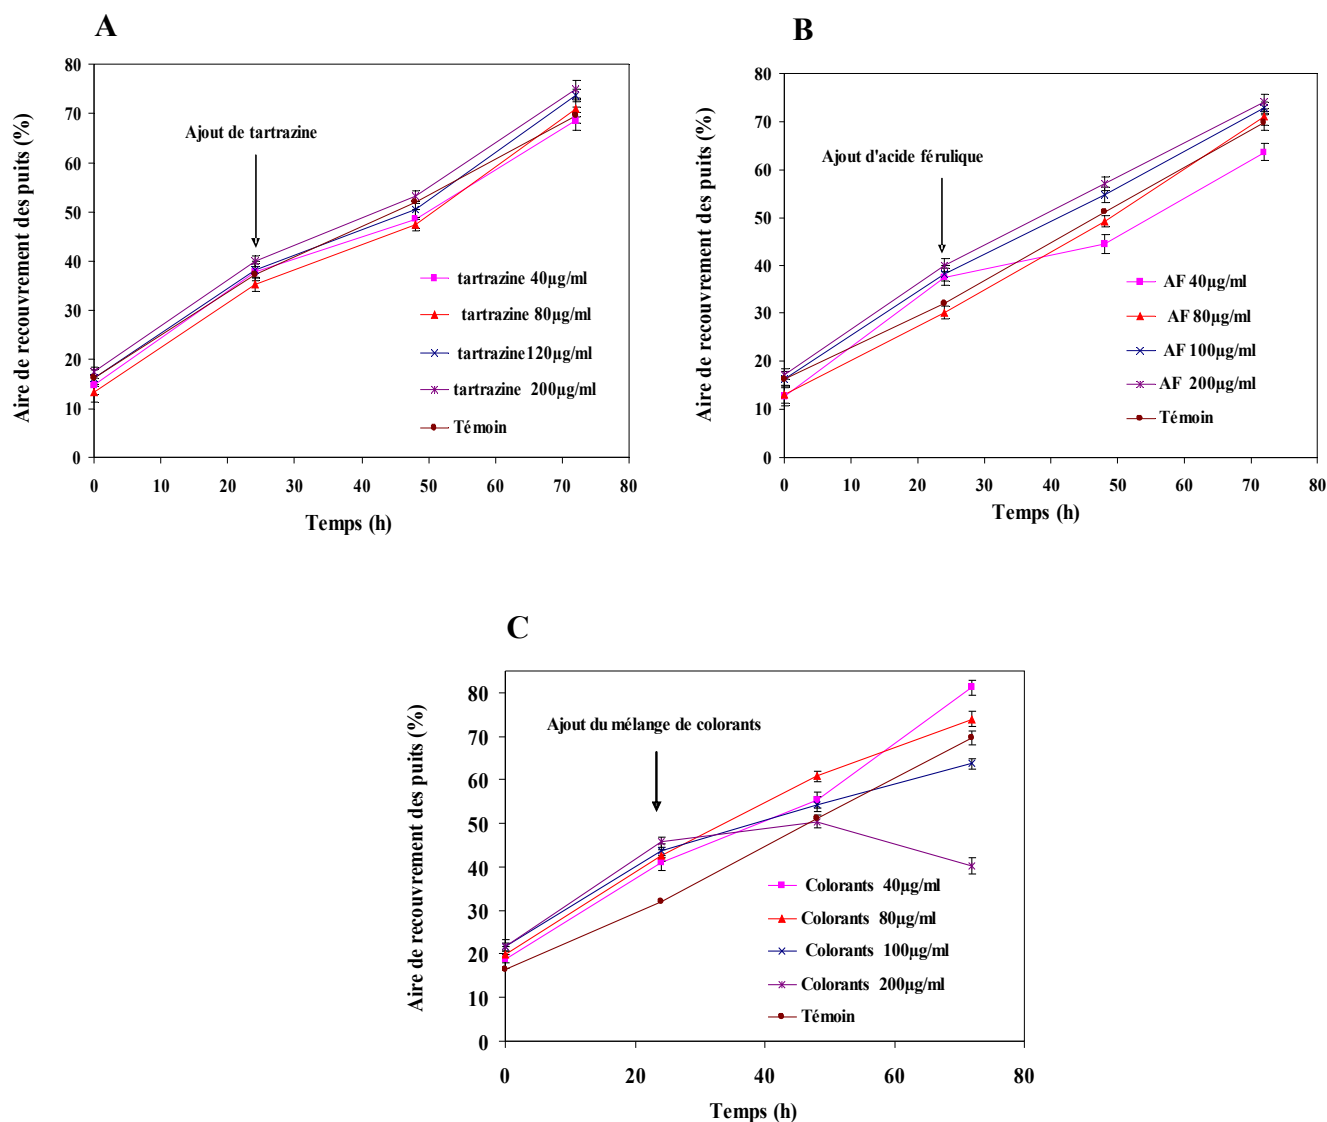 A
Aire de recouvrement des puits (%)
80
70
60
50
40
30
20
10
0
Ajout de tartrazine
tartrazine 40µg/ml
tartrazine 80µg/ml
tartrazine 120µg/ml
tartrazine 200µg/ml
Témoin
0 10 20 30 40 50 60 70 80
Temps (h)
B
Aire de recouvrement des puits (%)
80
70
60
50
40
30
20
10
0
Ajout d'acide férulique
AF 40µg/ml
AF 80µg/ml
AF 100µg/ml
AF 200µg/ml
Témoin
0 10 20 30 40 50 60 70 80
Temps (h)
C
Aire de recouvrement des puits (%)
80
70
60
50
40
30
20
10
0
Ajout du mélange de colorants
Colorants 40µg/ml
Colorants 80µg/ml
Colorants 100µg/ml
Colorants 200µg/ml
Témoin
0 20 40 60 80
Temps (h)